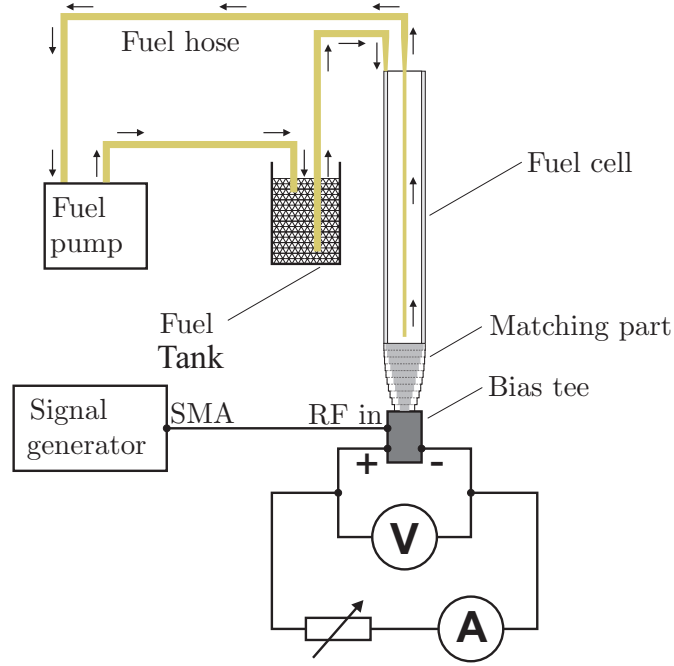 Fuel hose
Fuel
pump
Fuel cell
Fuel
Tank
Matching part
Bias tee
Signal
generator
SMA
RF in
+
-
V
A